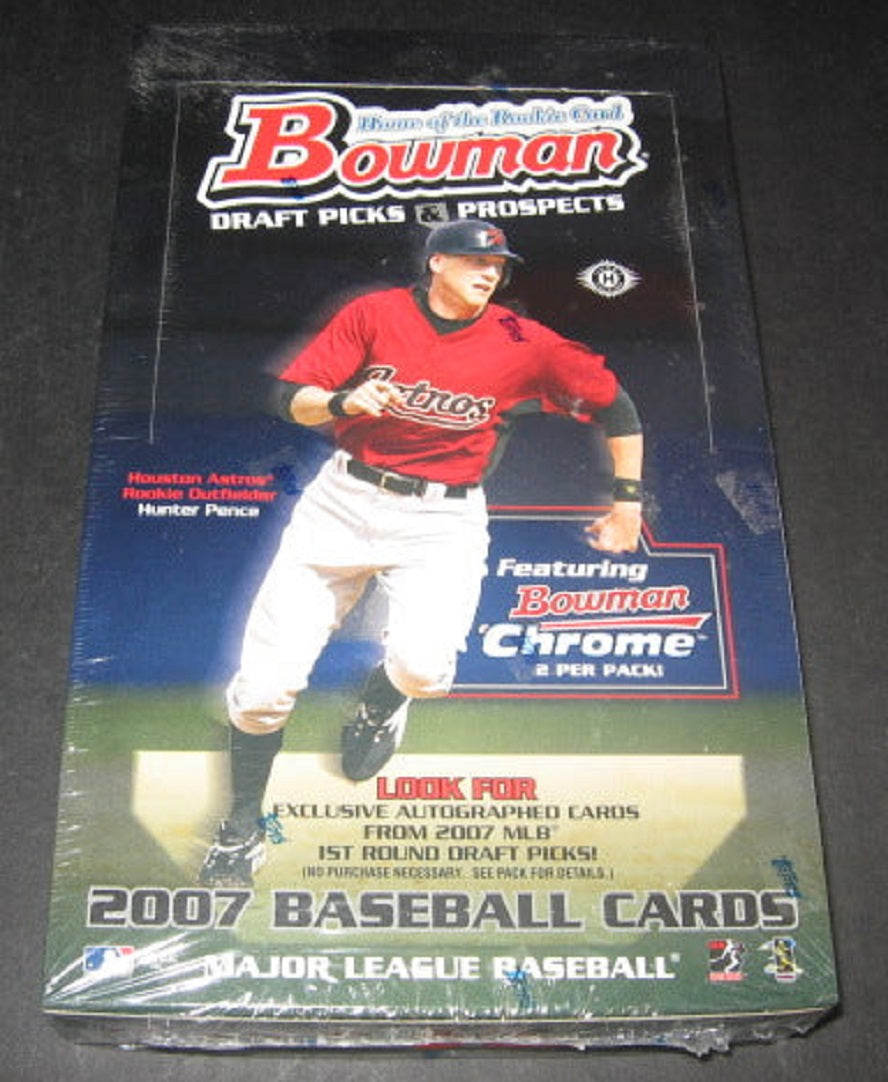 Home of the Rookie Card
Bowman
DRAFT PICKS & PROSPECTS
H
Astros
Houston Astros®
Rookie Outfielder
Hunter Pence
Featuring
Bowman
Chrome™
2 PER PACK!
LOOK FOR
EXCLUSIVE AUTOGRAPHED CARDS
FROM 2007 MLB®
1ST ROUND DRAFT PICKS!
(NO PURCHASE NECESSARY. SEE PACK FOR DETAILS.)
2007 BASEBALL CARDS
MAJOR LEAGUE BASEBALL®